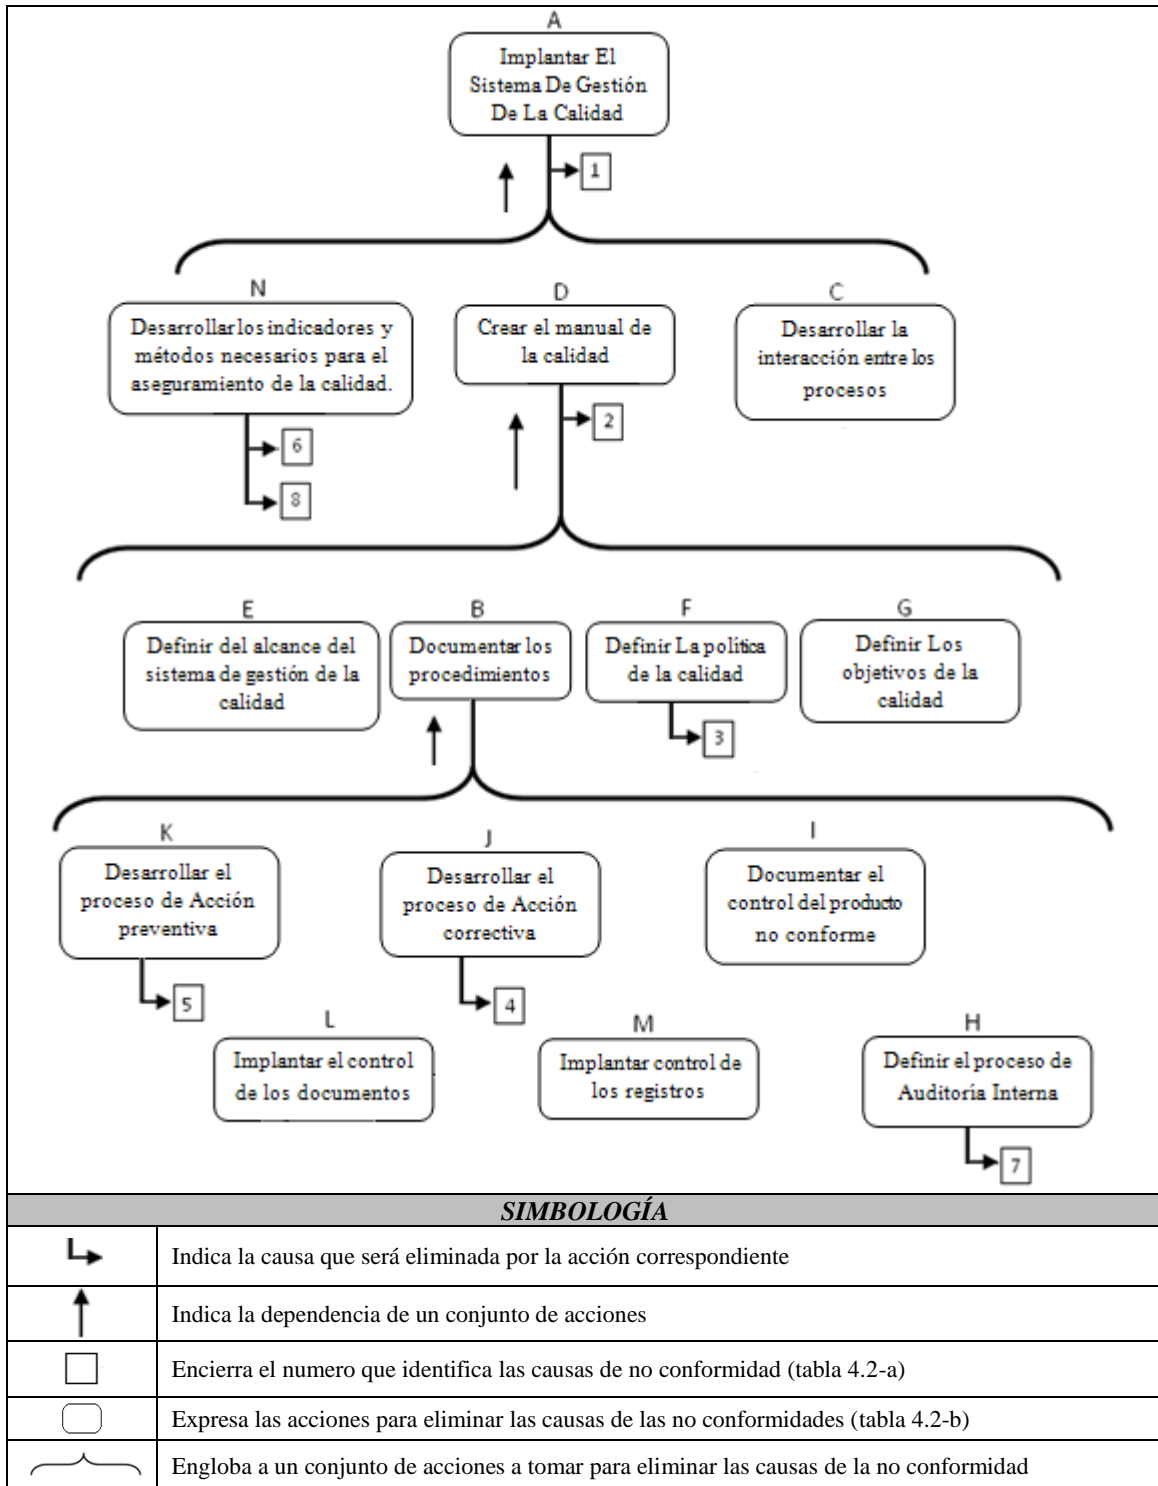 A
Implantar El
Sistema De Gestión
De La Calidad
1
N
Desarrollar los indicadores y
métodos necesarios para el
aseguramiento de la calidad.
6
8
D
Crear el manual de
la calidad
2
C
Desarrollar la
interacción entre los
procesos
E
Definir del alcance del
sistema de gestión de la
calidad
B
Documentar los
procedimientos
F
Definir La política
de la calidad
3
G
Definir Los
objetivos de la
calidad
K
Desarrollar el
proceso de Acción
preventiva
5
J
Desarrollar el
proceso de Acción
correctiva
4
I
Documentar el
control del producto
no conforme
L
Implantar el control
de los documentos
M
Implantar control de
los registros
H
Definir el proceso de
Auditoría Interna
7
SIMBOLOGÍA
Indica la causa que será eliminada por la acción correspondiente
Indica la dependencia de un conjunto de acciones
Encierra el numero que identifica las causas de no conformidad (tabla 4.2-a)
Expresa las acciones para eliminar las causas de las no conformidades (tabla 4.2-b)
Engloba a un conjunto de acciones a tomar para eliminar las causas de la no conformidad